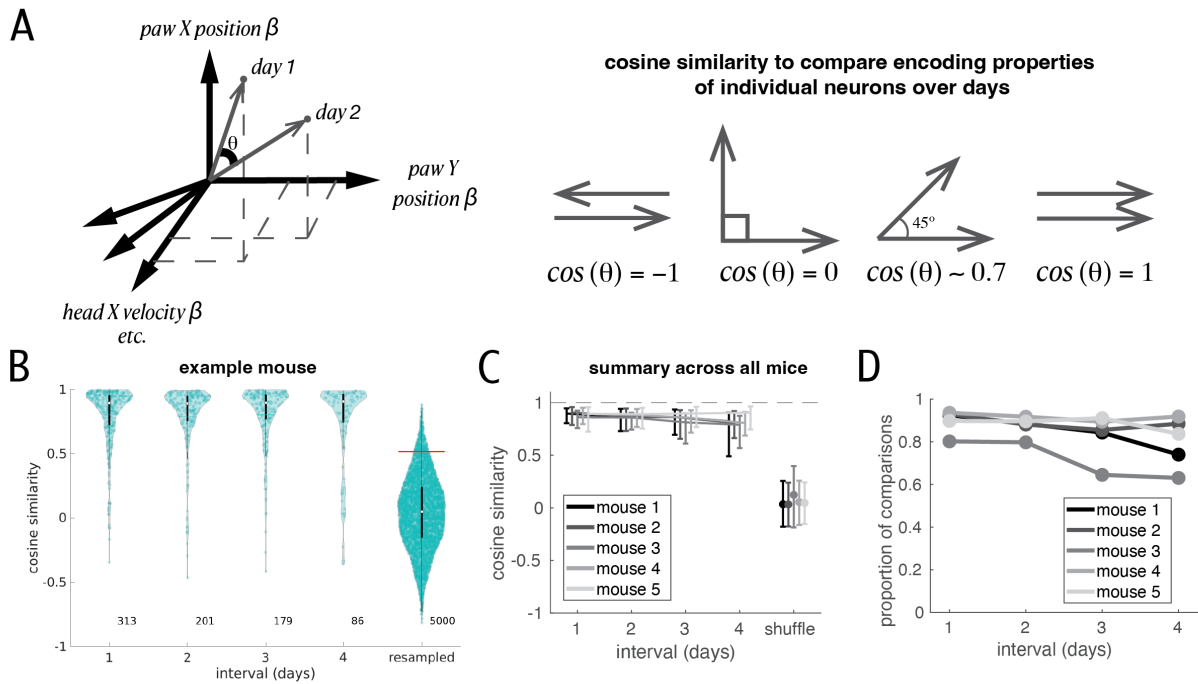 A
paw X position β
day 1
day 2
θ
paw Y
position β
head X velocity β
etc.
cosine similarity to compare encoding properties
of individual neurons over days
45º
cos (θ) = −1
cos (θ) = 0
cos (θ) ~ 0.7
cos (θ) = 1
B
example mouse
cosine similarity
1
0.5
0
-0.5
-1
313
201
179
86
5000
1
2
3
4
resampled
interval (days)
C
summary across all mice
cosine similarity
1
0.5
0
-0.5
-1
mouse 1
mouse 2
mouse 3
mouse 4
mouse 5
1
2
3
4
shuffle
interval (days)
D
proportion of comparisons
1
0.8
0.6
0.4
0.2
0
mouse 1
mouse 2
mouse 3
mouse 4
mouse 5
1
2
3
4
interval (days)